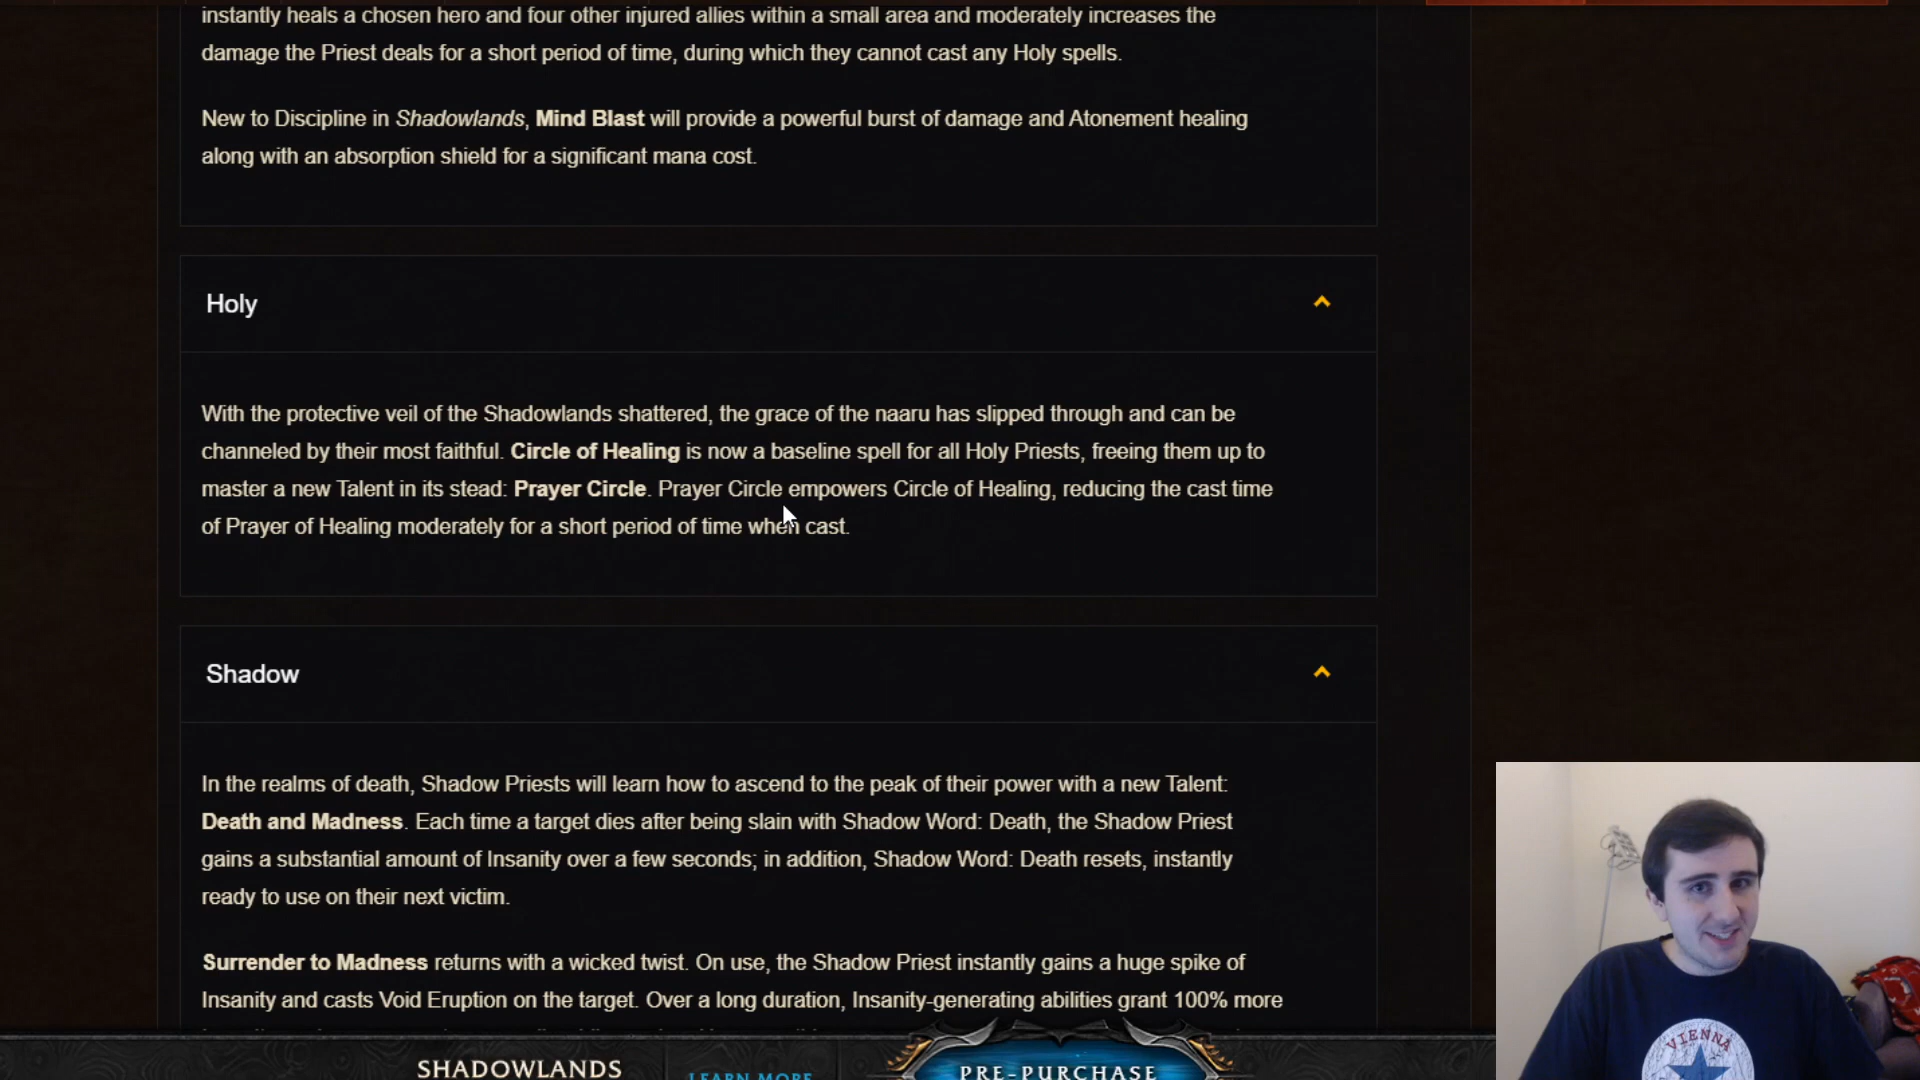 instantly heals a chosen hero and four other injured allies within a small area and moderately increases the
damage the Priest deals for a short period of time, during which they cannot cast any Holy spells.
New to Discipline in Shadowlands, Mind Blast will provide a powerful burst of damage and Atonement healing
along with an absorption shield for a significant mana cost.
Holy
With the protective veil of the Shadowlands shattered, the grace of the naaru has slipped through and can be
channeled by their most faithful. Circle of Healing is now a baseline spell for all Holy Priests, freeing them up to
master a new Talent in its stead: Prayer Circle. Prayer Circle empowers Circle of Healing, reducing the cast time
of Prayer of Healing moderately for a short period of time when cast.
Shadow
In the realms of death, Shadow Priests will learn how to ascend to the peak of their power with a new Talent:
Death and Madness. Each time a target dies after being slain with Shadow Word: Death, the Shadow Priest
gains a substantial amount of Insanity over a few seconds; in addition, Shadow Word: Death resets, instantly
ready to use on their next victim.
Surrender to Madness returns with a wicked twist. On use, the Shadow Priest instantly gains a huge spike of
Insanity and casts Void Eruption on the target. Over a long duration, Insanity-generating abilities grant 100% more
SHADOWLANDS
LEARN MORE
PRE-PURCHASE
VIENNA